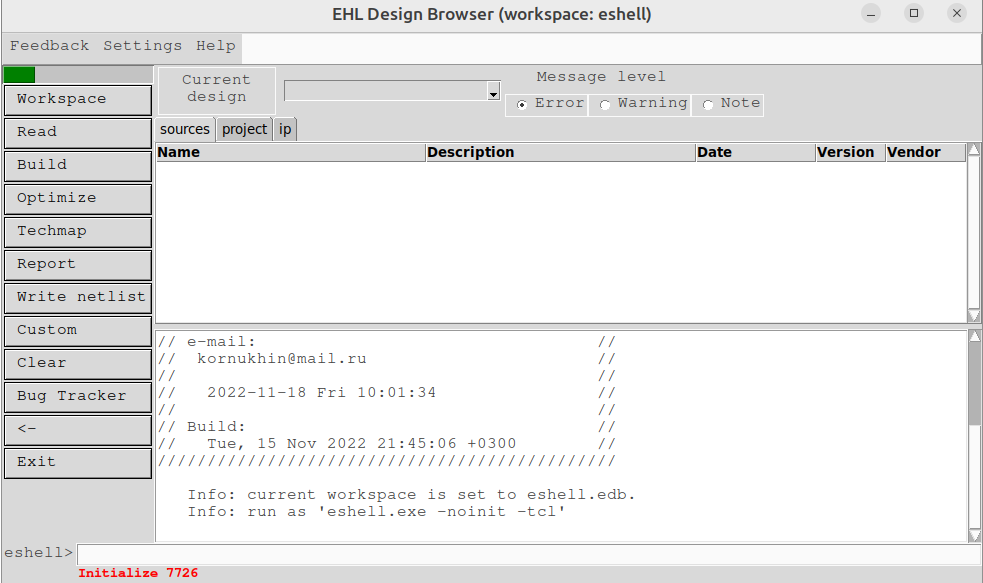 EHL Design Browser (workspace: eshell)
Feedback Settings Help
Workspace
Read
Build
Optimize
Techmap
Report
Write netlist
Custom
Clear
Bug Tracker
<-
Exit
Current
design
Message level
Error Warning Note
sources project ip
Name Description Date Version Vendor
// e-mail: //
// kornukhin@mail.ru //
// //
// 2022-11-18 Fri 10:01:34 //
// //
// Build: //
// Tue, 15 Nov 2022 21:45:06 +0300 //
//////////////////////////////////////////////
Info: current workspace is set to eshell.edb.
Info: run as 'eshell.exe -noinit -tcl'
eshell>
Initialize 7726